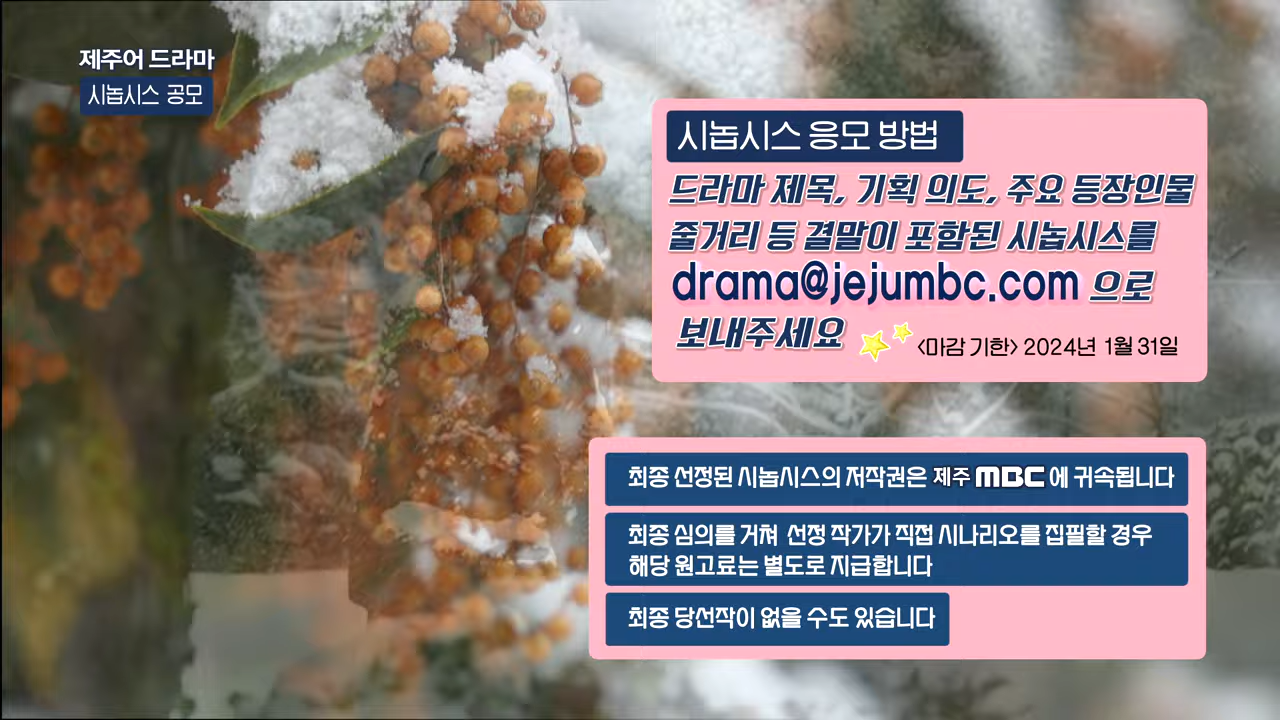 제주어 드라마
시놉시스 공모
시놉시스 응모 방법
드라마 제목, 기획 의도, 주요 등장인물
줄거리 등 결말이 포함된 시놉시스를
drama@jejumbc.com 으로
보내주세요
<마감 기한> 2024년 1월 31일
최종 선정된 시놉시스의 저작권은 제주 MBC 에 귀속됩니다
최종 심의를 거쳐 선정 작가가 직접 시나리오를 집필할 경우
해당 원고료는 별도로 지급합니다
최종 당선작이 없을 수도 있습니다